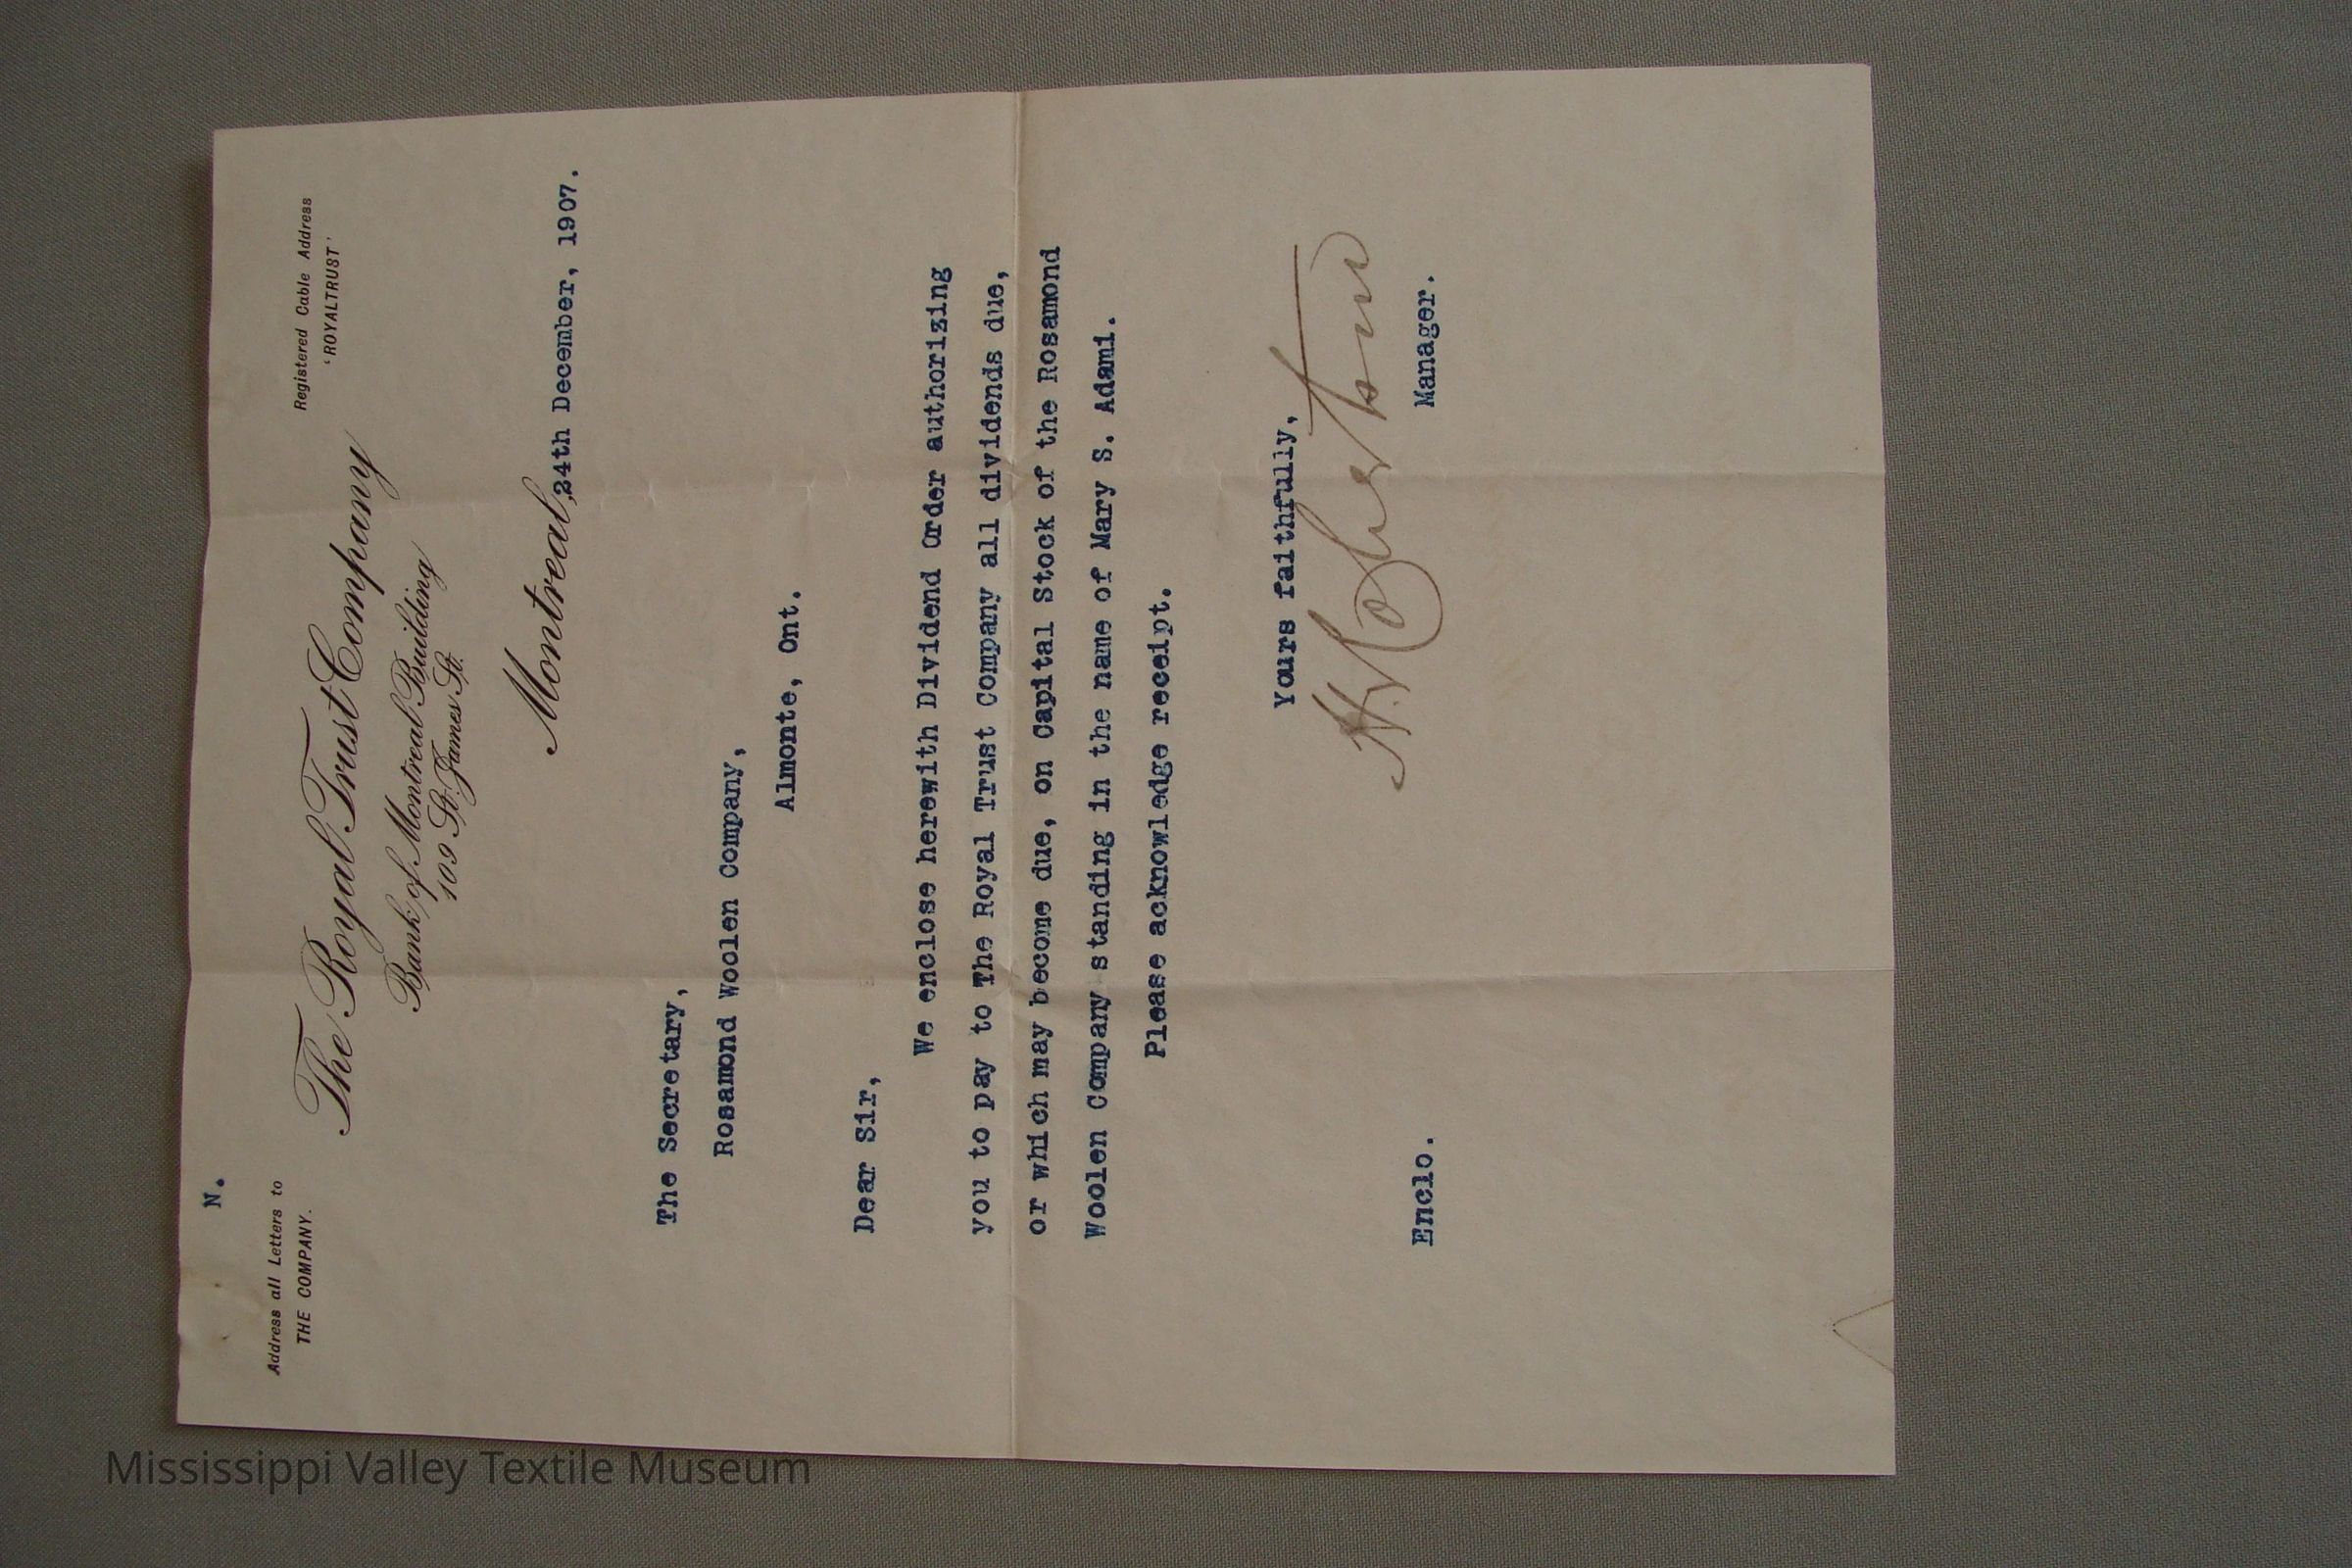 N.
Address all Letters to
THE COMPANY.
Registered Cable Address
'ROYALTRUST'
The Royal Trust Company
Bank of Montreal Building
109 St. James St.
Montreal, 24th December, 1907.
The Secretary,
Rosamond Woolen Company,
Almonte, Ont.
Dear Sir,
We enclose herewith Dividend Order authorizing
you to pay to The Royal Trust Company all dividends due,
or which may become due, on Capital Stock of the Rosamond
Woolen Company standing in the name of Mary S. Adami.
Please acknowledge receipt.
Yours faithfully,
H. Robertson
Manager.
Enclo.
Mississippi Valley Textile Museum